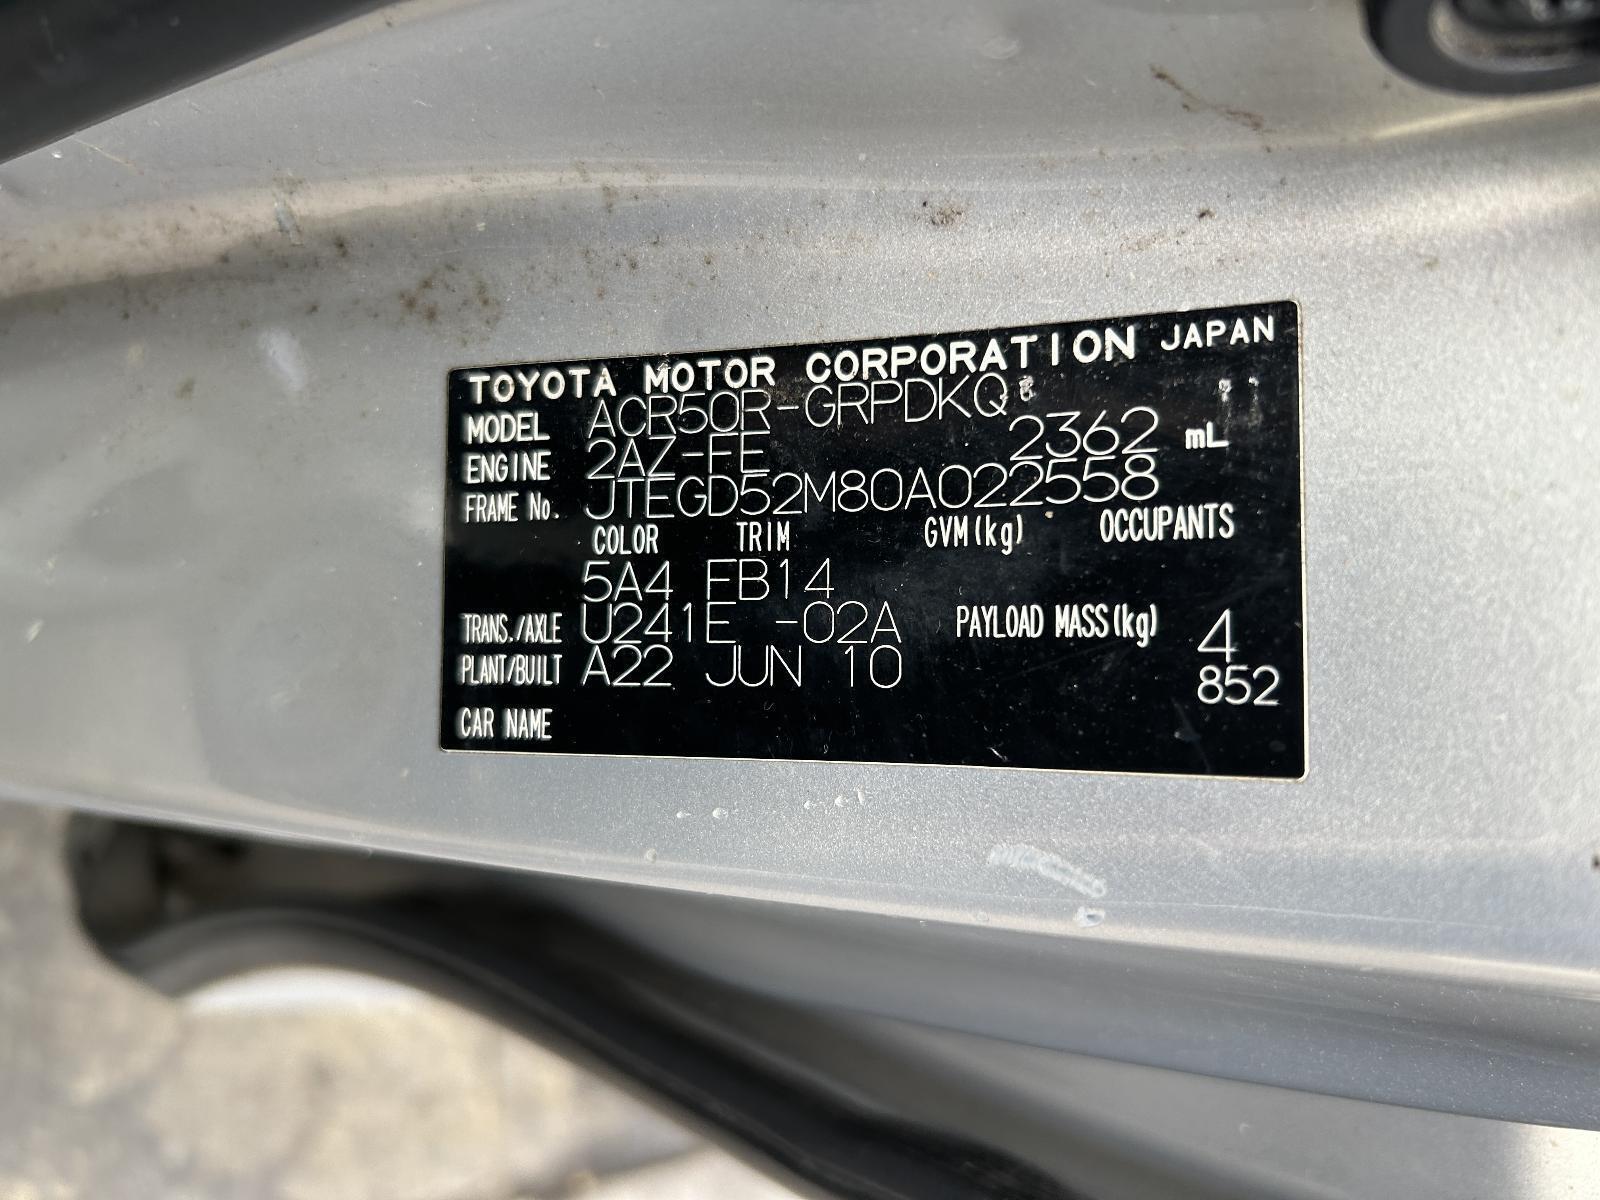 TOYOTA MOTOR CORPORATION JAPAN
MODEL ACR50R-GRPDKQ
ENGINE 2AZ-FE 2362 mL
FRAME No. JTEGD52M80A022558
COLOR TRIM GVM(kg) OCCUPANTS
5A4 FB14
TRANS./AXLE U241E -02A PAYLOAD MASS(kg) 4
PLANT/BUILT A22 JUN 10 852
CAR NAME